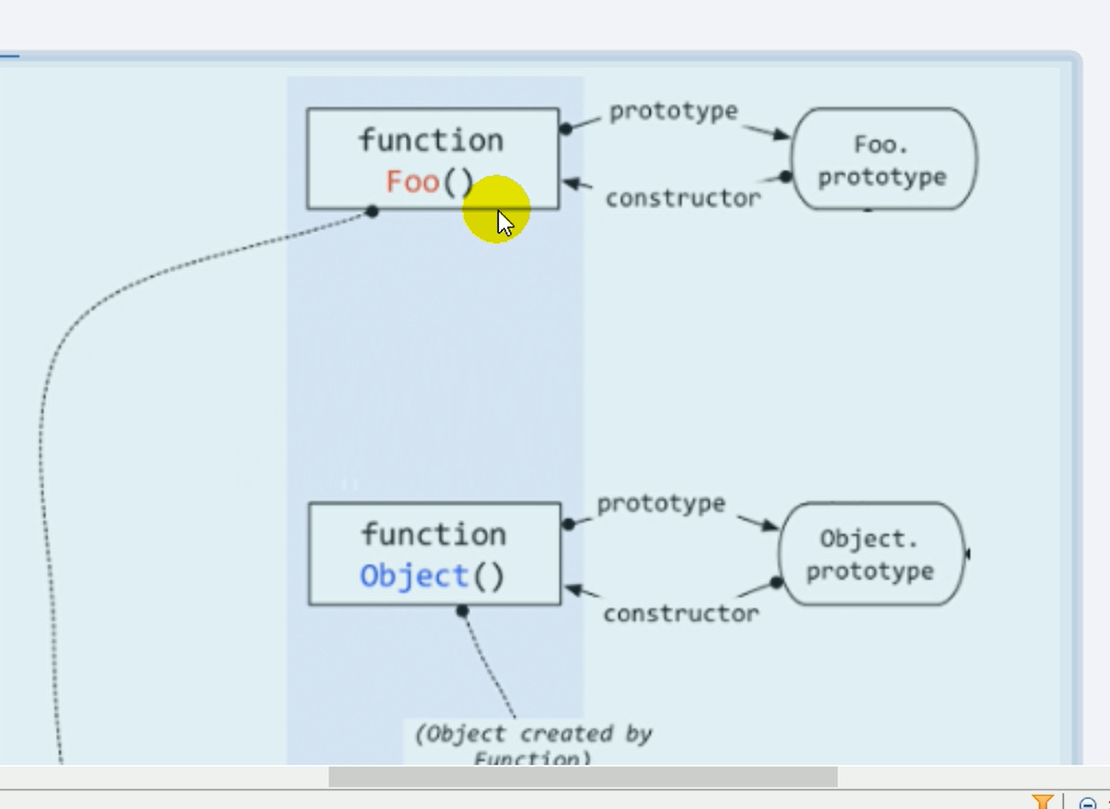 function
Foo()
prototype
constructor
Foo.
prototype
function
Object()
prototype
constructor
Object.
prototype
(Object created by
Function)